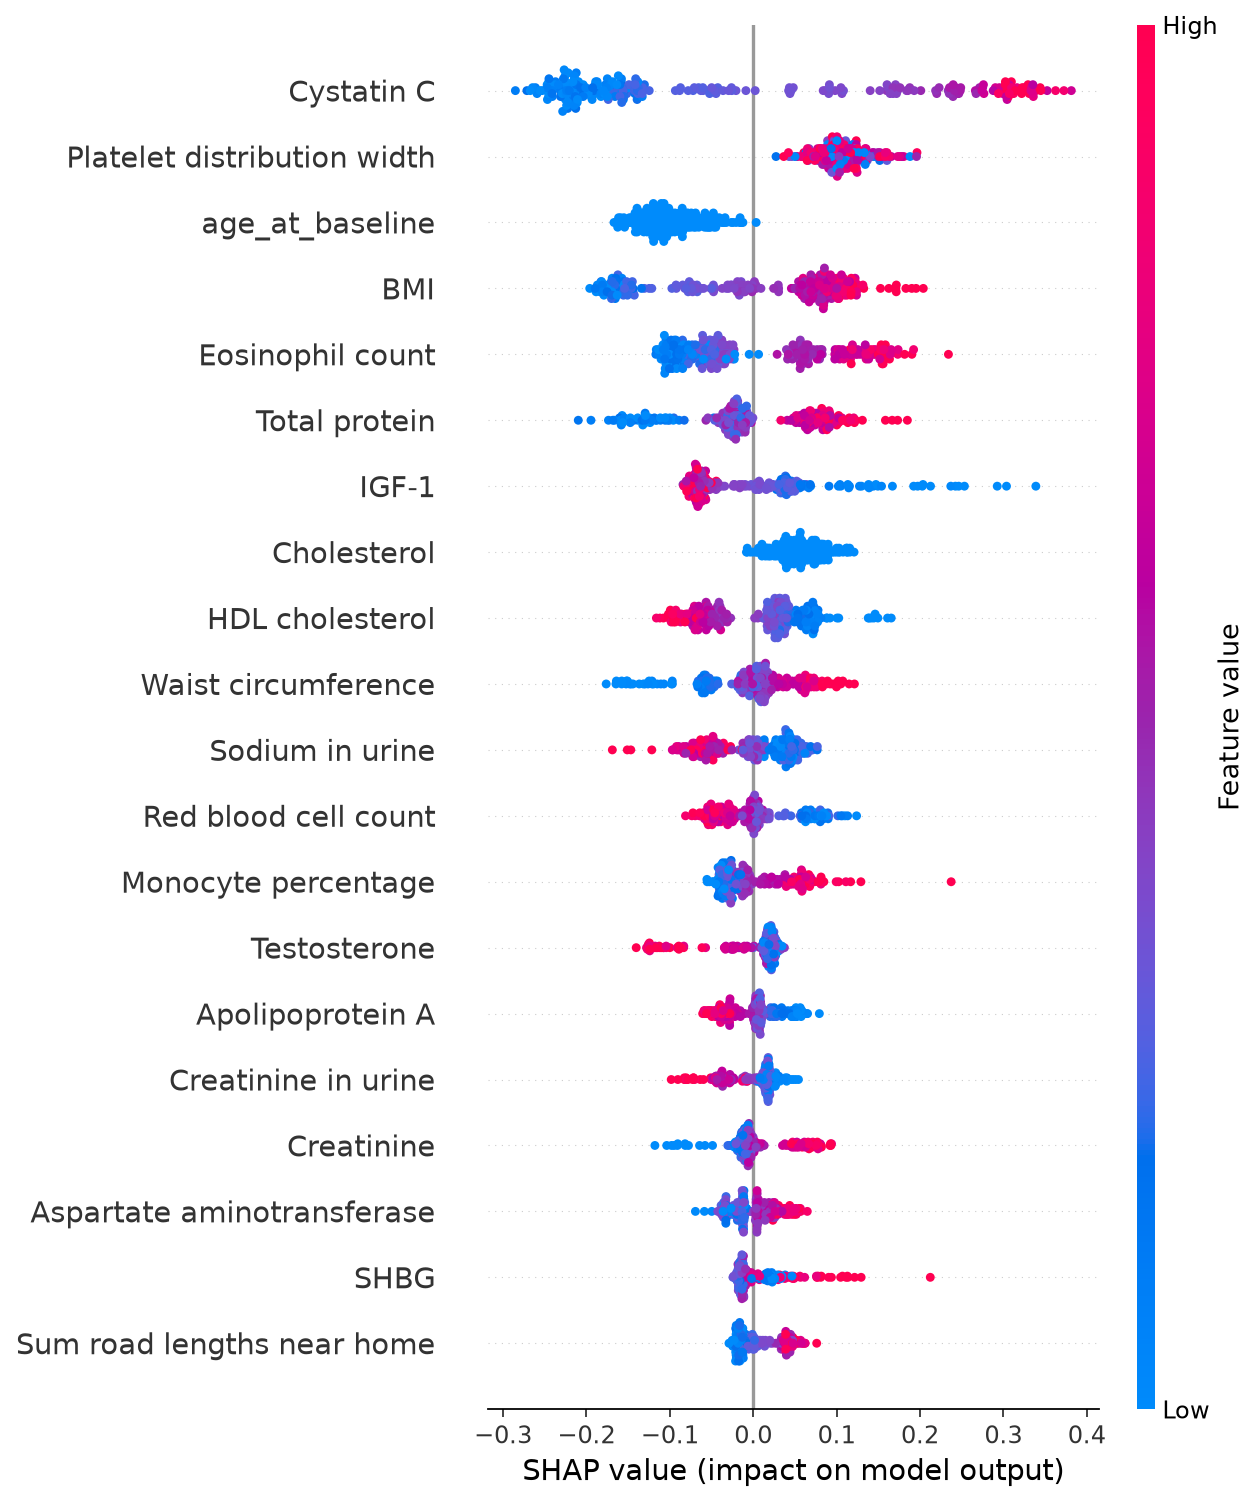 High
Cystatin C
Platelet distribution width
age_at_baseline
BMI
Eosinophil count
Total protein
IGF-1
Cholesterol
HDL cholesterol
Waist circumference
Sodium in urine
Red blood cell count
Monocyte percentage
Testosterone
Apolipoprotein A
Creatinine in urine
Creatinine
Aspartate aminotransferase
SHBG
Sum road lengths near home
Feature value
Low
−0.3 −0.2 −0.1 0.0 0.1 0.2 0.3 0.4
SHAP value (impact on model output)